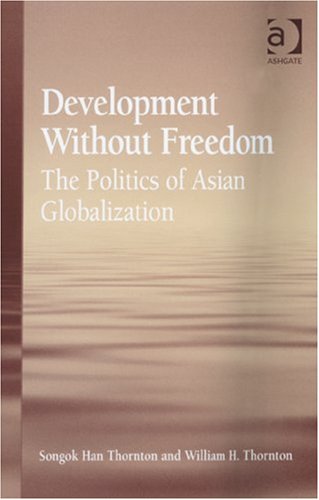 a
ASHGATE
Development
Without Freedom
The Politics of Asian
Globalization
Songok Han Thornton and William H. Thornton